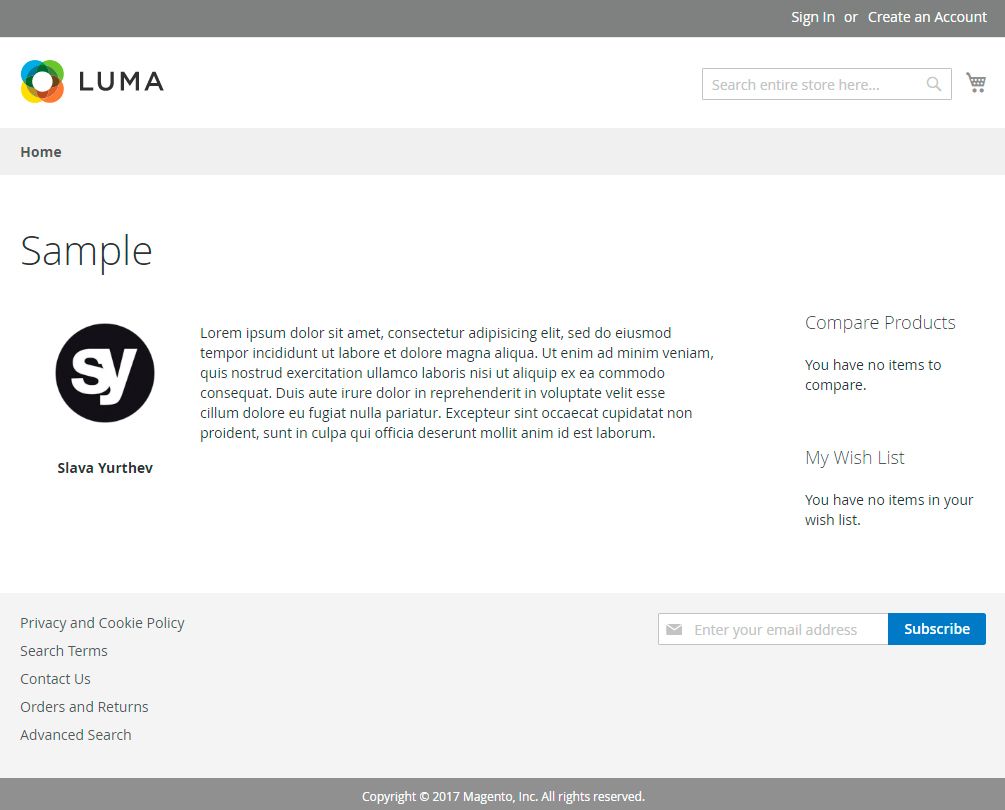 Sign In or Create an Account
LUMA
Search entire store here...
Home
Sample
sy
Slava Yurthev
Lorem ipsum dolor sit amet, consectetur adipisicing elit, sed do eiusmod
tempor incididunt ut labore et dolore magna aliqua. Ut enim ad minim veniam,
quis nostrud exercitation ullamco laboris nisi ut aliquip ex ea commodo
consequat. Duis aute irure dolor in reprehenderit in voluptate velit esse
cillum dolore eu fugiat nulla pariatur. Excepteur sint occaecat cupidatat non
proident, sunt in culpa qui officia deserunt mollit anim id est laborum.
Compare Products
You have no items to
compare.
My Wish List
You have no items in your
wish list.
Privacy and Cookie Policy
Search Terms
Contact Us
Orders and Returns
Advanced Search
Enter your email address
Subscribe
Copyright © 2017 Magento, Inc. All rights reserved.